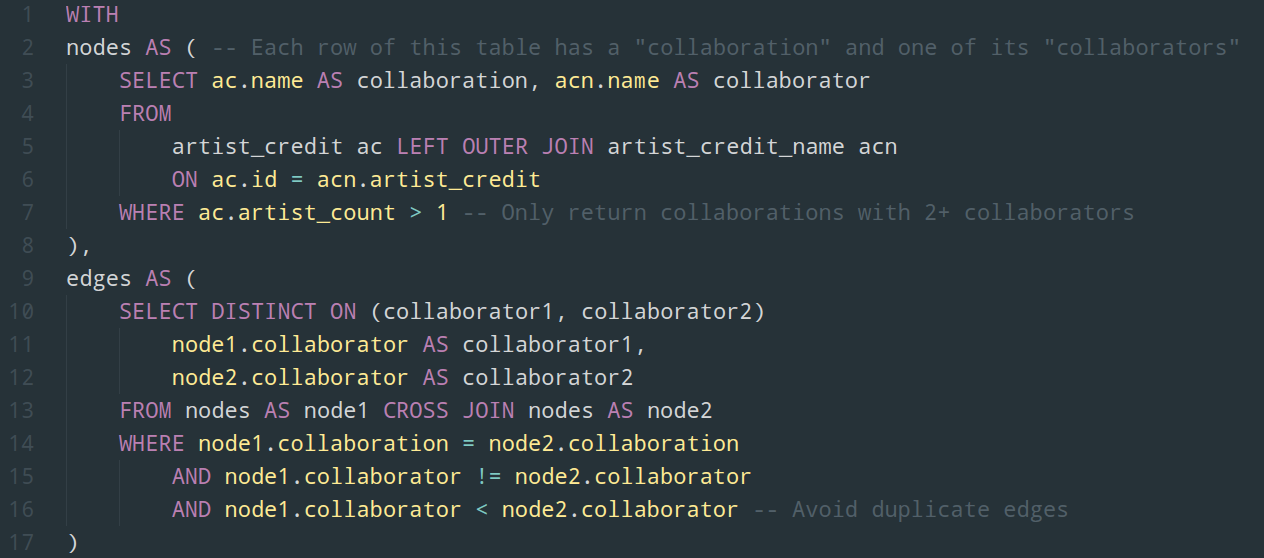 1 WITH
2 nodes AS ( -- Each row of this table has a "collaboration" and one of its "collaborators"
3     SELECT ac.name AS collaboration, acn.name AS collaborator
4     FROM
5         artist_credit ac LEFT OUTER JOIN artist_credit_name acn
6         ON ac.id = acn.artist_credit
7     WHERE ac.artist_count > 1 -- Only return collaborations with 2+ collaborators
8 ),
9 edges AS (
10     SELECT DISTINCT ON (collaborator1, collaborator2)
11         node1.collaborator AS collaborator1,
12         node2.collaborator AS collaborator2
13     FROM nodes AS node1 CROSS JOIN nodes AS node2
14     WHERE node1.collaboration = node2.collaboration
15         AND node1.collaborator != node2.collaborator
16         AND node1.collaborator < node2.collaborator -- Avoid duplicate edges
17 )